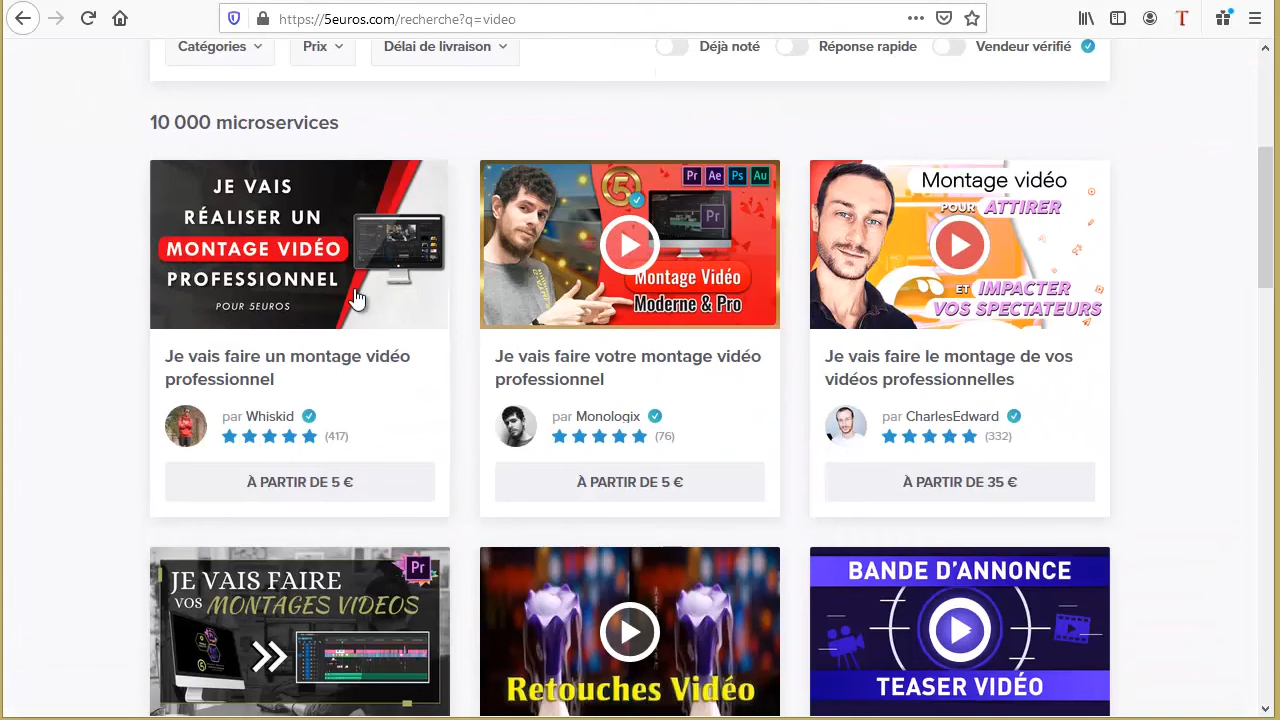 https://5euros.com/recherche?q=video
Catégories
Prix
Délai de livraison
Déjà noté
Réponse rapide
Vendeur vérifié
10 000 microservices
JE VAIS
RÉALISER UN
MONTAGE VIDÉO
PROFESSIONNEL
POUR 5EUROS
Pr Ae Ps Au
5
Pr
Montage Vidéo
Moderne & Pro
Montage vidéo
POUR ATTIRER
ET IMPACTER
VOS SPECTATEURS
Je vais faire un montage vidéo
professionnel
par Whiskid
(417)
À PARTIR DE 5 €
Je vais faire votre montage vidéo
professionnel
par Monologix
(76)
À PARTIR DE 5 €
Je vais faire le montage de vos
vidéos professionnelles
par CharlesEdward
(332)
À PARTIR DE 35 €
Pr
JE VAIS FAIRE
VOS MONTAGES VIDEOS
Retouches Vidéo
BANDE D'ANNONCE
TEASER VIDÉO